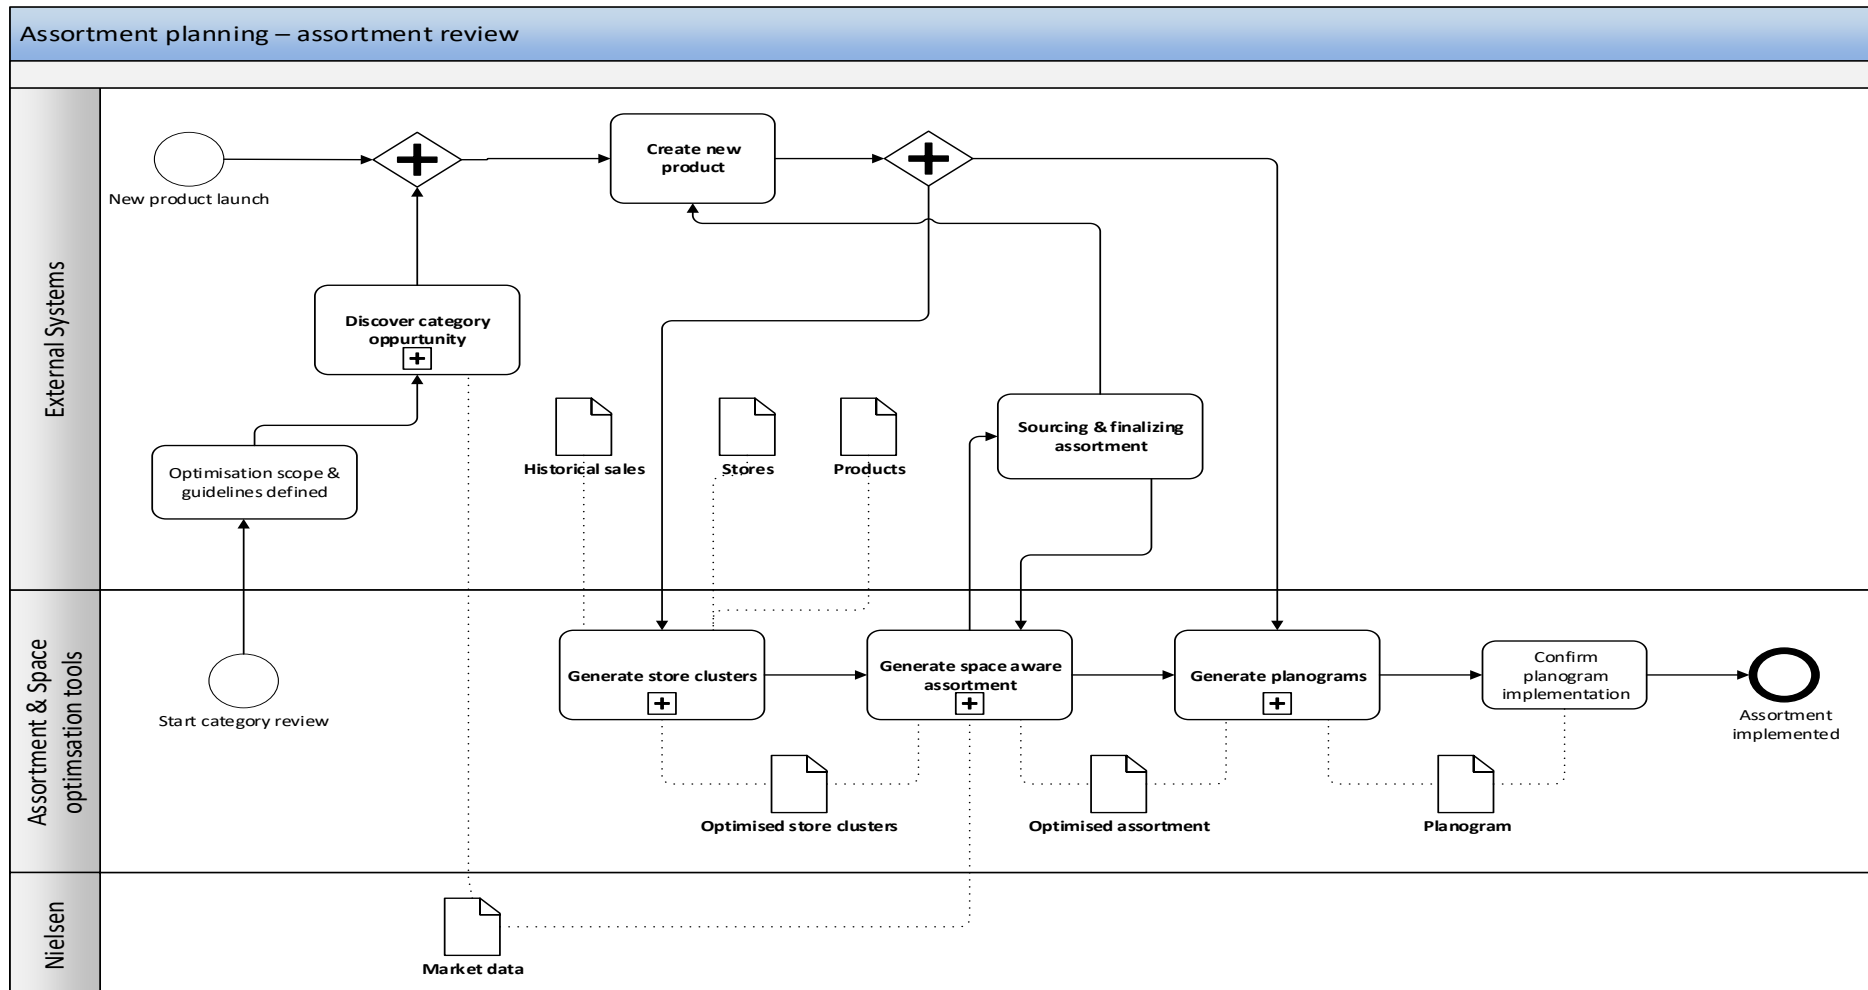 Assortment planning – assortment review
External Systems
New product launch
Create new
product
Discover category
oppurtunity
Optimisation scope &
guidelines defined
Historical sales
Stores
Products
Sourcing & finalizing
assortment
Assortment & Space
optimsation tools
Start category review
Generate store clusters
Generate space aware
assortment
Generate planograms
Confirm
planogram
implementation
Assortment
implemented
Optimised store clusters
Optimised assortment
Planogram
Nielsen
Market data